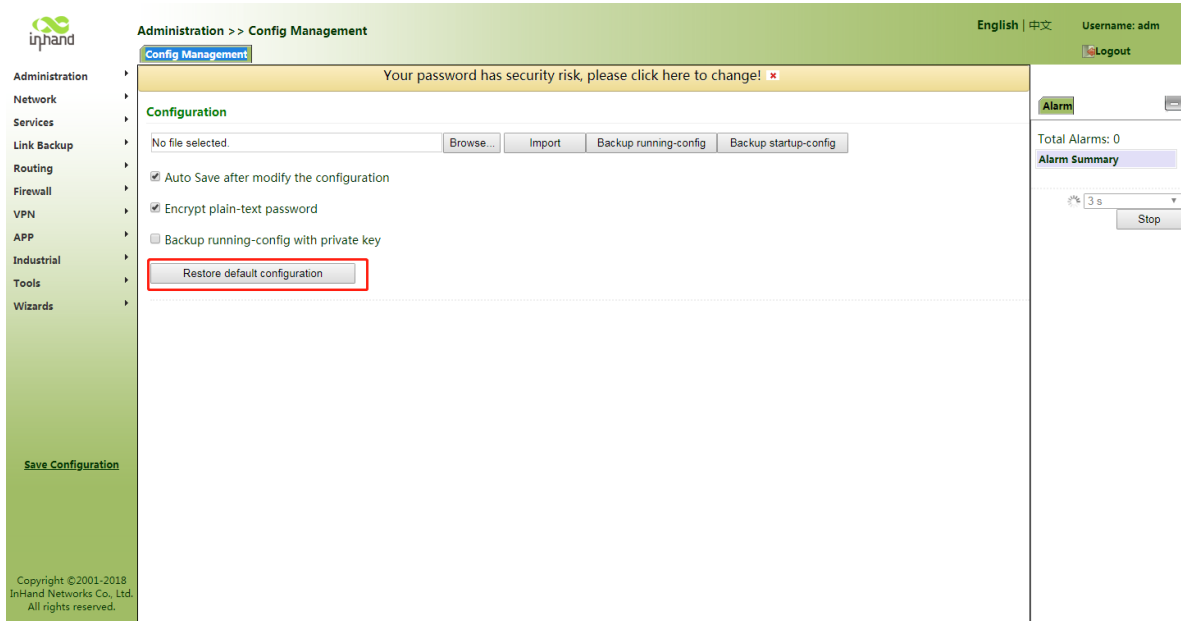 inhand
Administration >> Config Management
English | 中文
Username: adm
Config Management
Logout
Your password has security risk, please click here to change!
Administration
Network
Services
Link Backup
Routing
Firewall
VPN
APP
Industrial
Tools
Wizards
Save Configuration
Copyright ©2001-2018
InHand Networks Co., Ltd.
All rights reserved.
Configuration
No file selected. Browse... Import Backup running-config Backup startup-config
Auto Save after modify the configuration
Encrypt plain-text password
Backup running-config with private key
Restore default configuration
Alarm
Total Alarms: 0
Alarm Summary
3 s
Stop